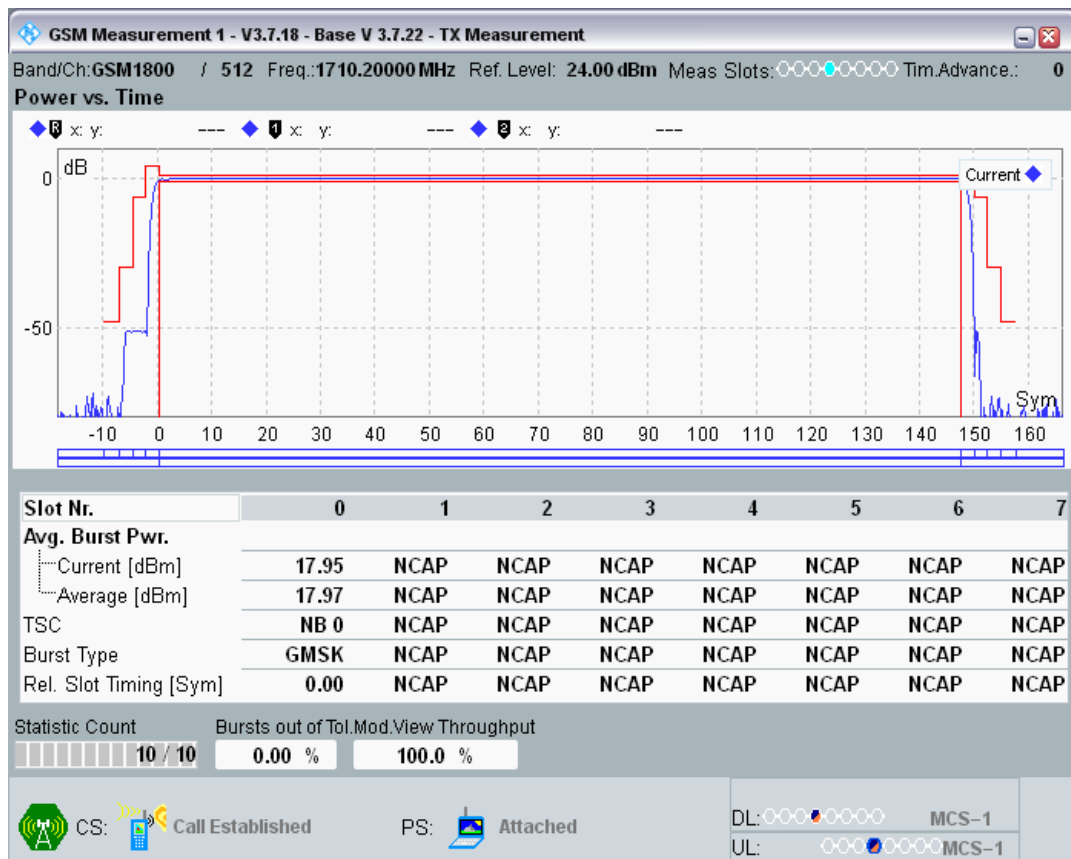 GSM Measurement 1 - V3.7.18 - Base V 3.7.22 - TX Measurement
Band/Ch:GSM1800 / 512 Freq.:1710.20000 MHz Ref. Level: 24.00 dBm Meas Slots: Tim.Advance.: 0
Power vs. Time
R x: y: --- 1 x: y: --- 2 x: y: ---
dB
Current
0
-50
Sym
-10 0 10 20 30 40 50 60 70 80 90 100 110 120 130 140 150 160
Slot Nr. 0 1 2 3 4 5 6 7
Avg. Burst Pwr.
Current [dBm] 17.95 NCAP NCAP NCAP NCAP NCAP NCAP NCAP
Average [dBm] 17.97 NCAP NCAP NCAP NCAP NCAP NCAP NCAP
TSC NB 0 NCAP NCAP NCAP NCAP NCAP NCAP NCAP
Burst Type GMSK NCAP NCAP NCAP NCAP NCAP NCAP NCAP
Rel. Slot Timing [Sym] 0.00 NCAP NCAP NCAP NCAP NCAP NCAP NCAP
Statistic Count Bursts out of Tol.Mod.View Throughput
10 / 10 0.00 % 100.0 %
CS: Call Established PS: Attached
DL: MCS-1
UL: MCS-1